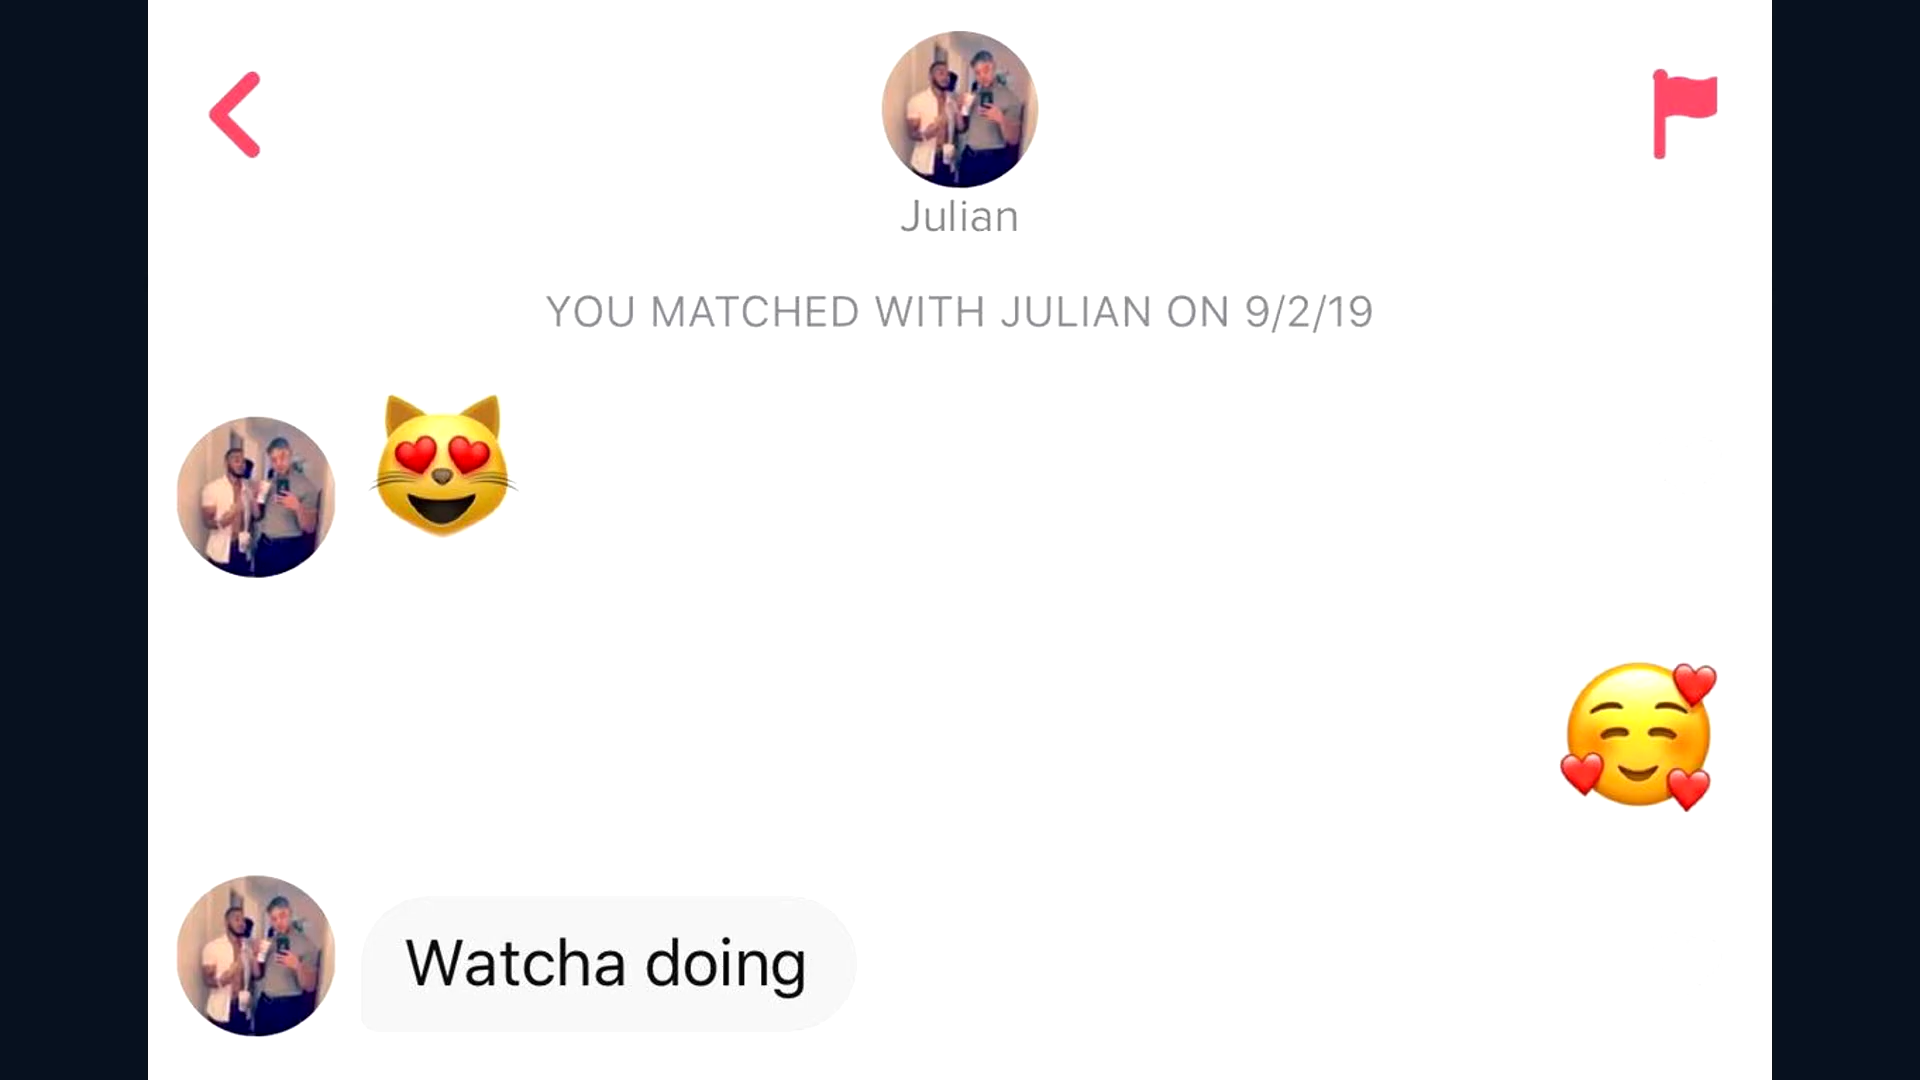 Julian
YOU MATCHED WITH JULIAN ON 9/2/19
😻
🥰
Watcha doing